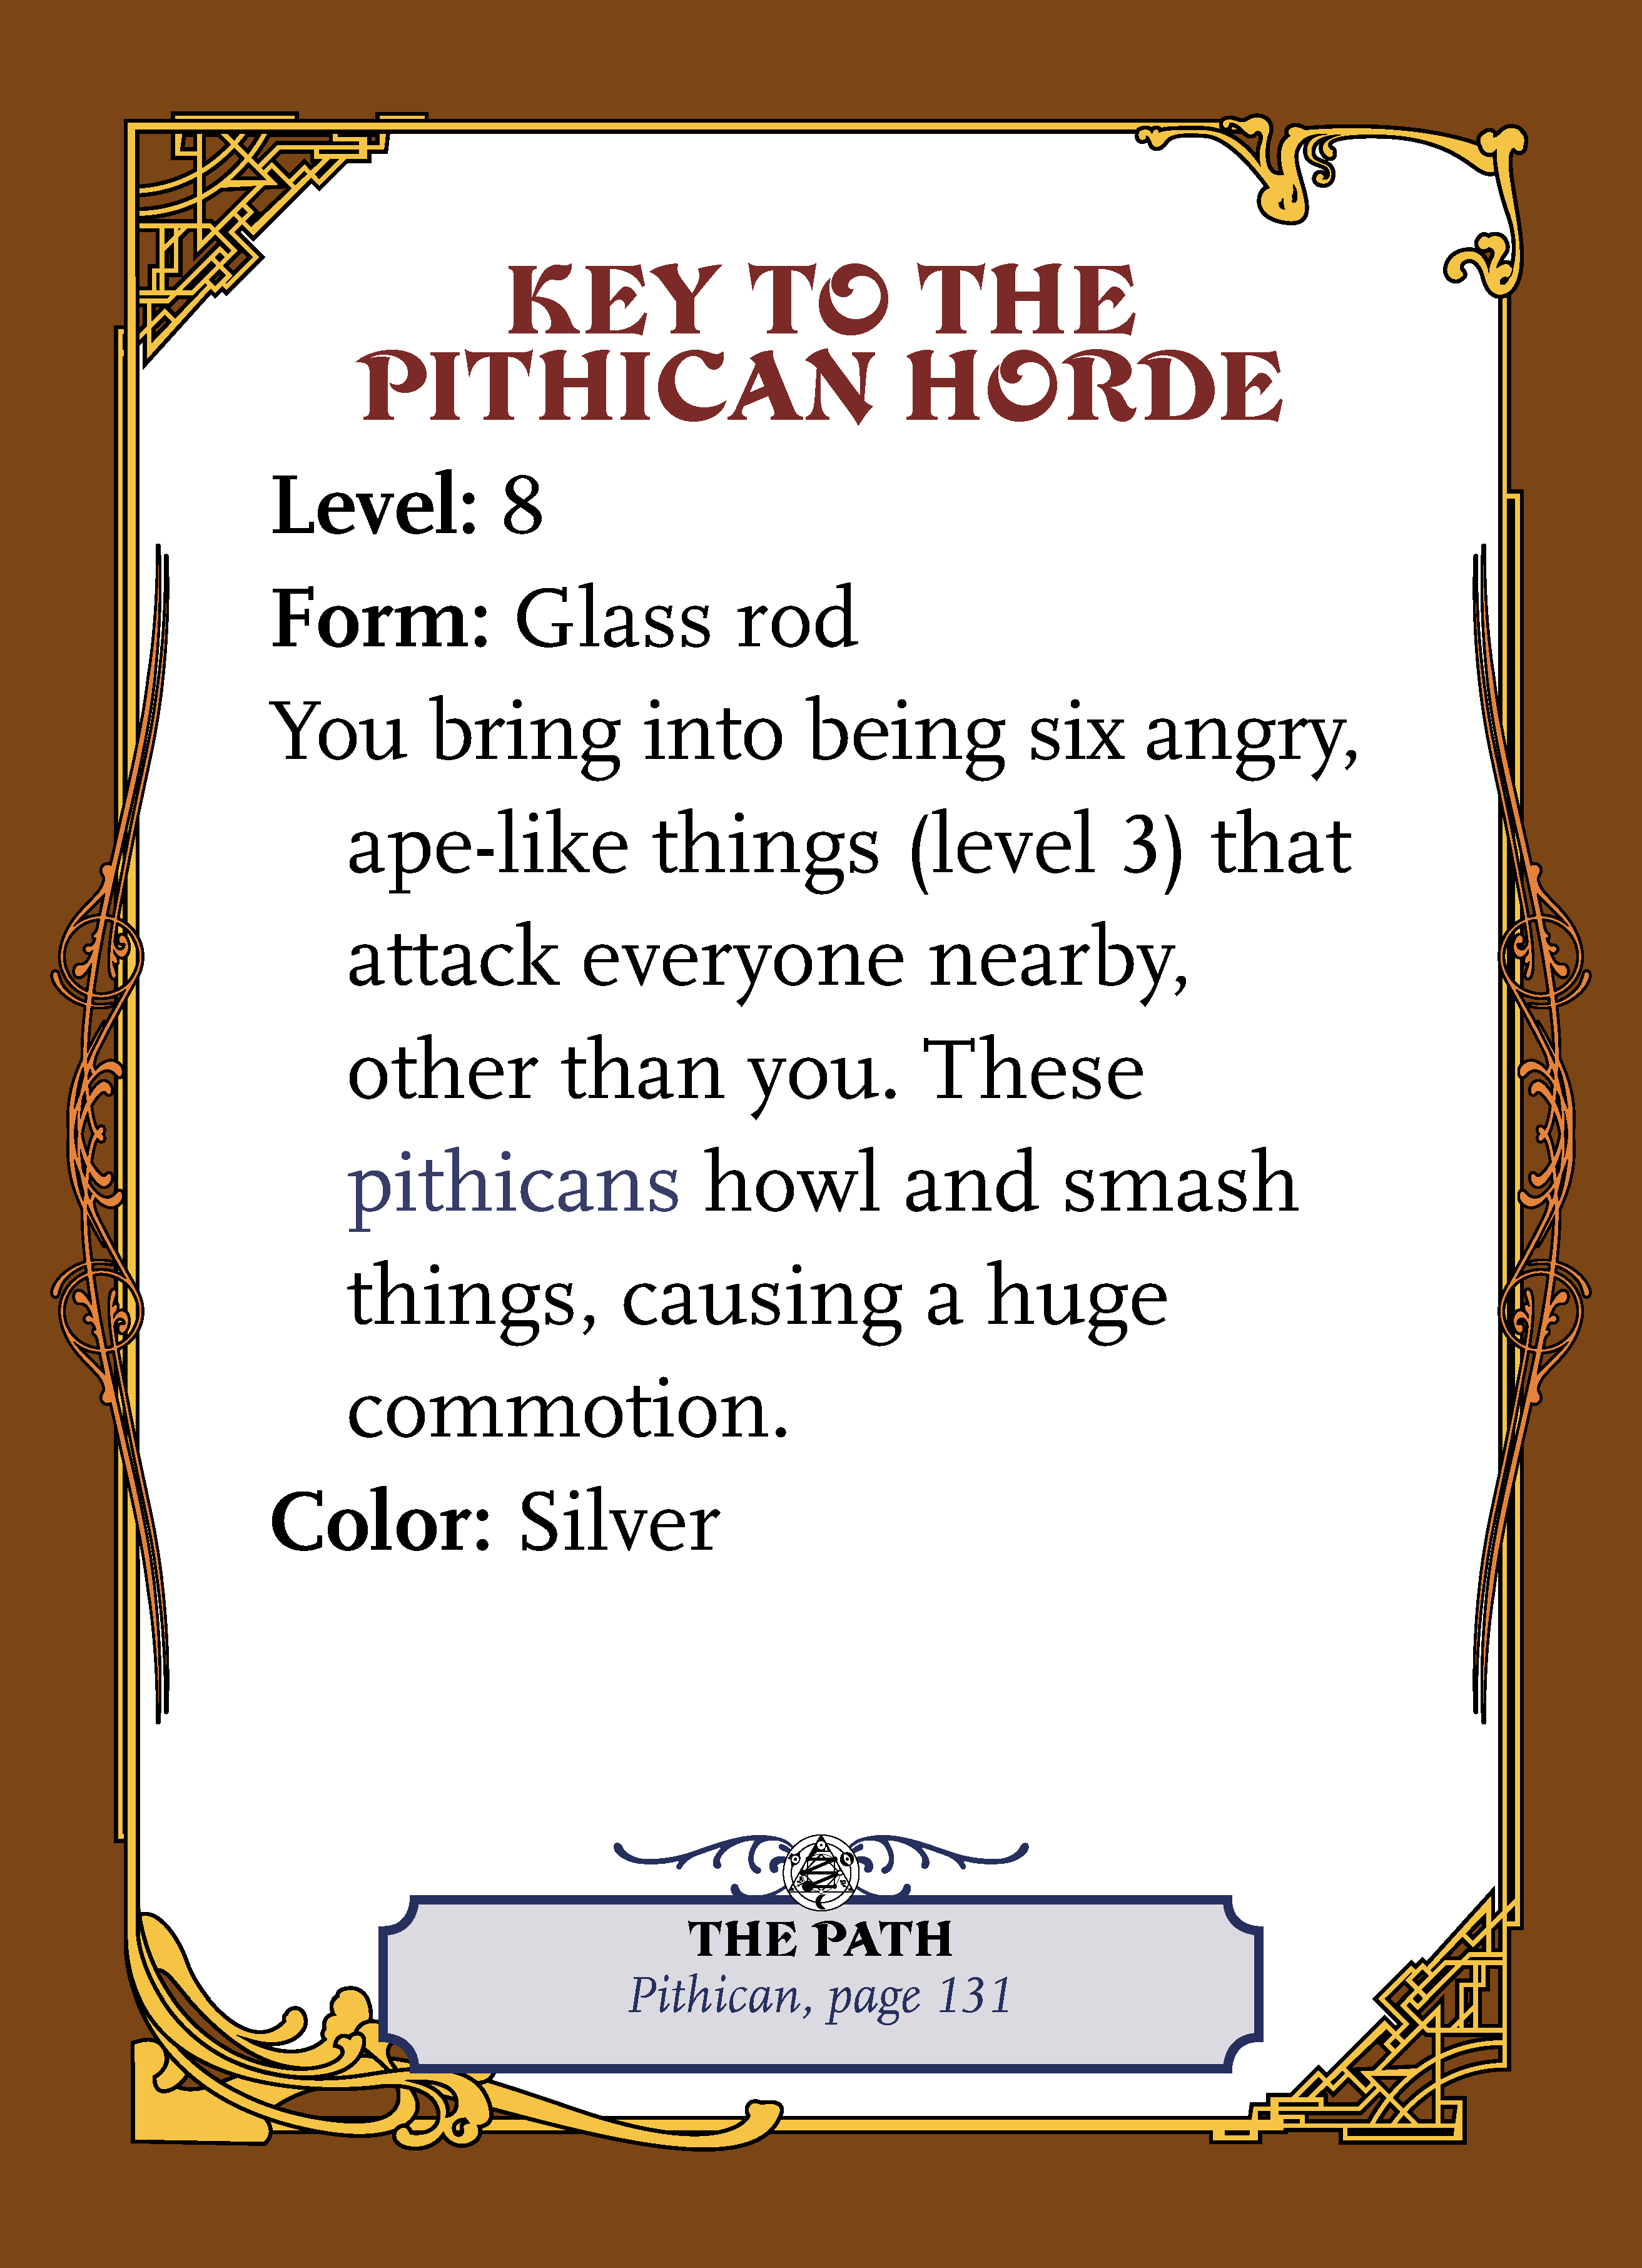 KEY TO THE
PITHICAN HORDE
Level: 8
Form: Glass rod
You bring into being six angry,
ape-like things (level 3) that
attack everyone nearby,
other than you. These
pithicans howl and smash
things, causing a huge
commotion.
Color: Silver
THE PATH
Pithican, page 131